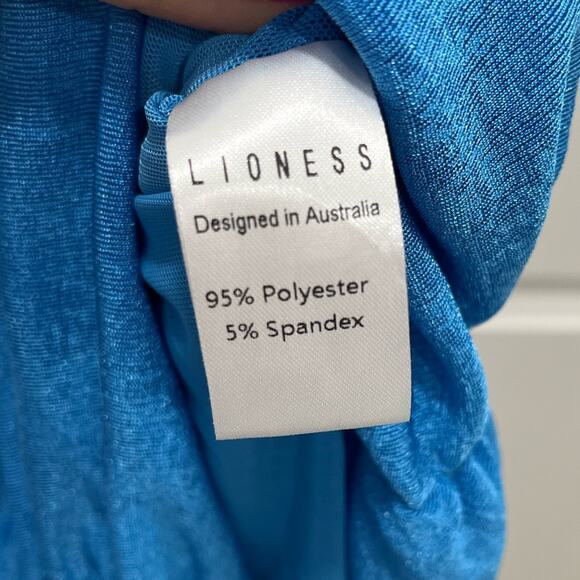 LIONESS
Designed in Australia
95% Polyester
5% Spandex